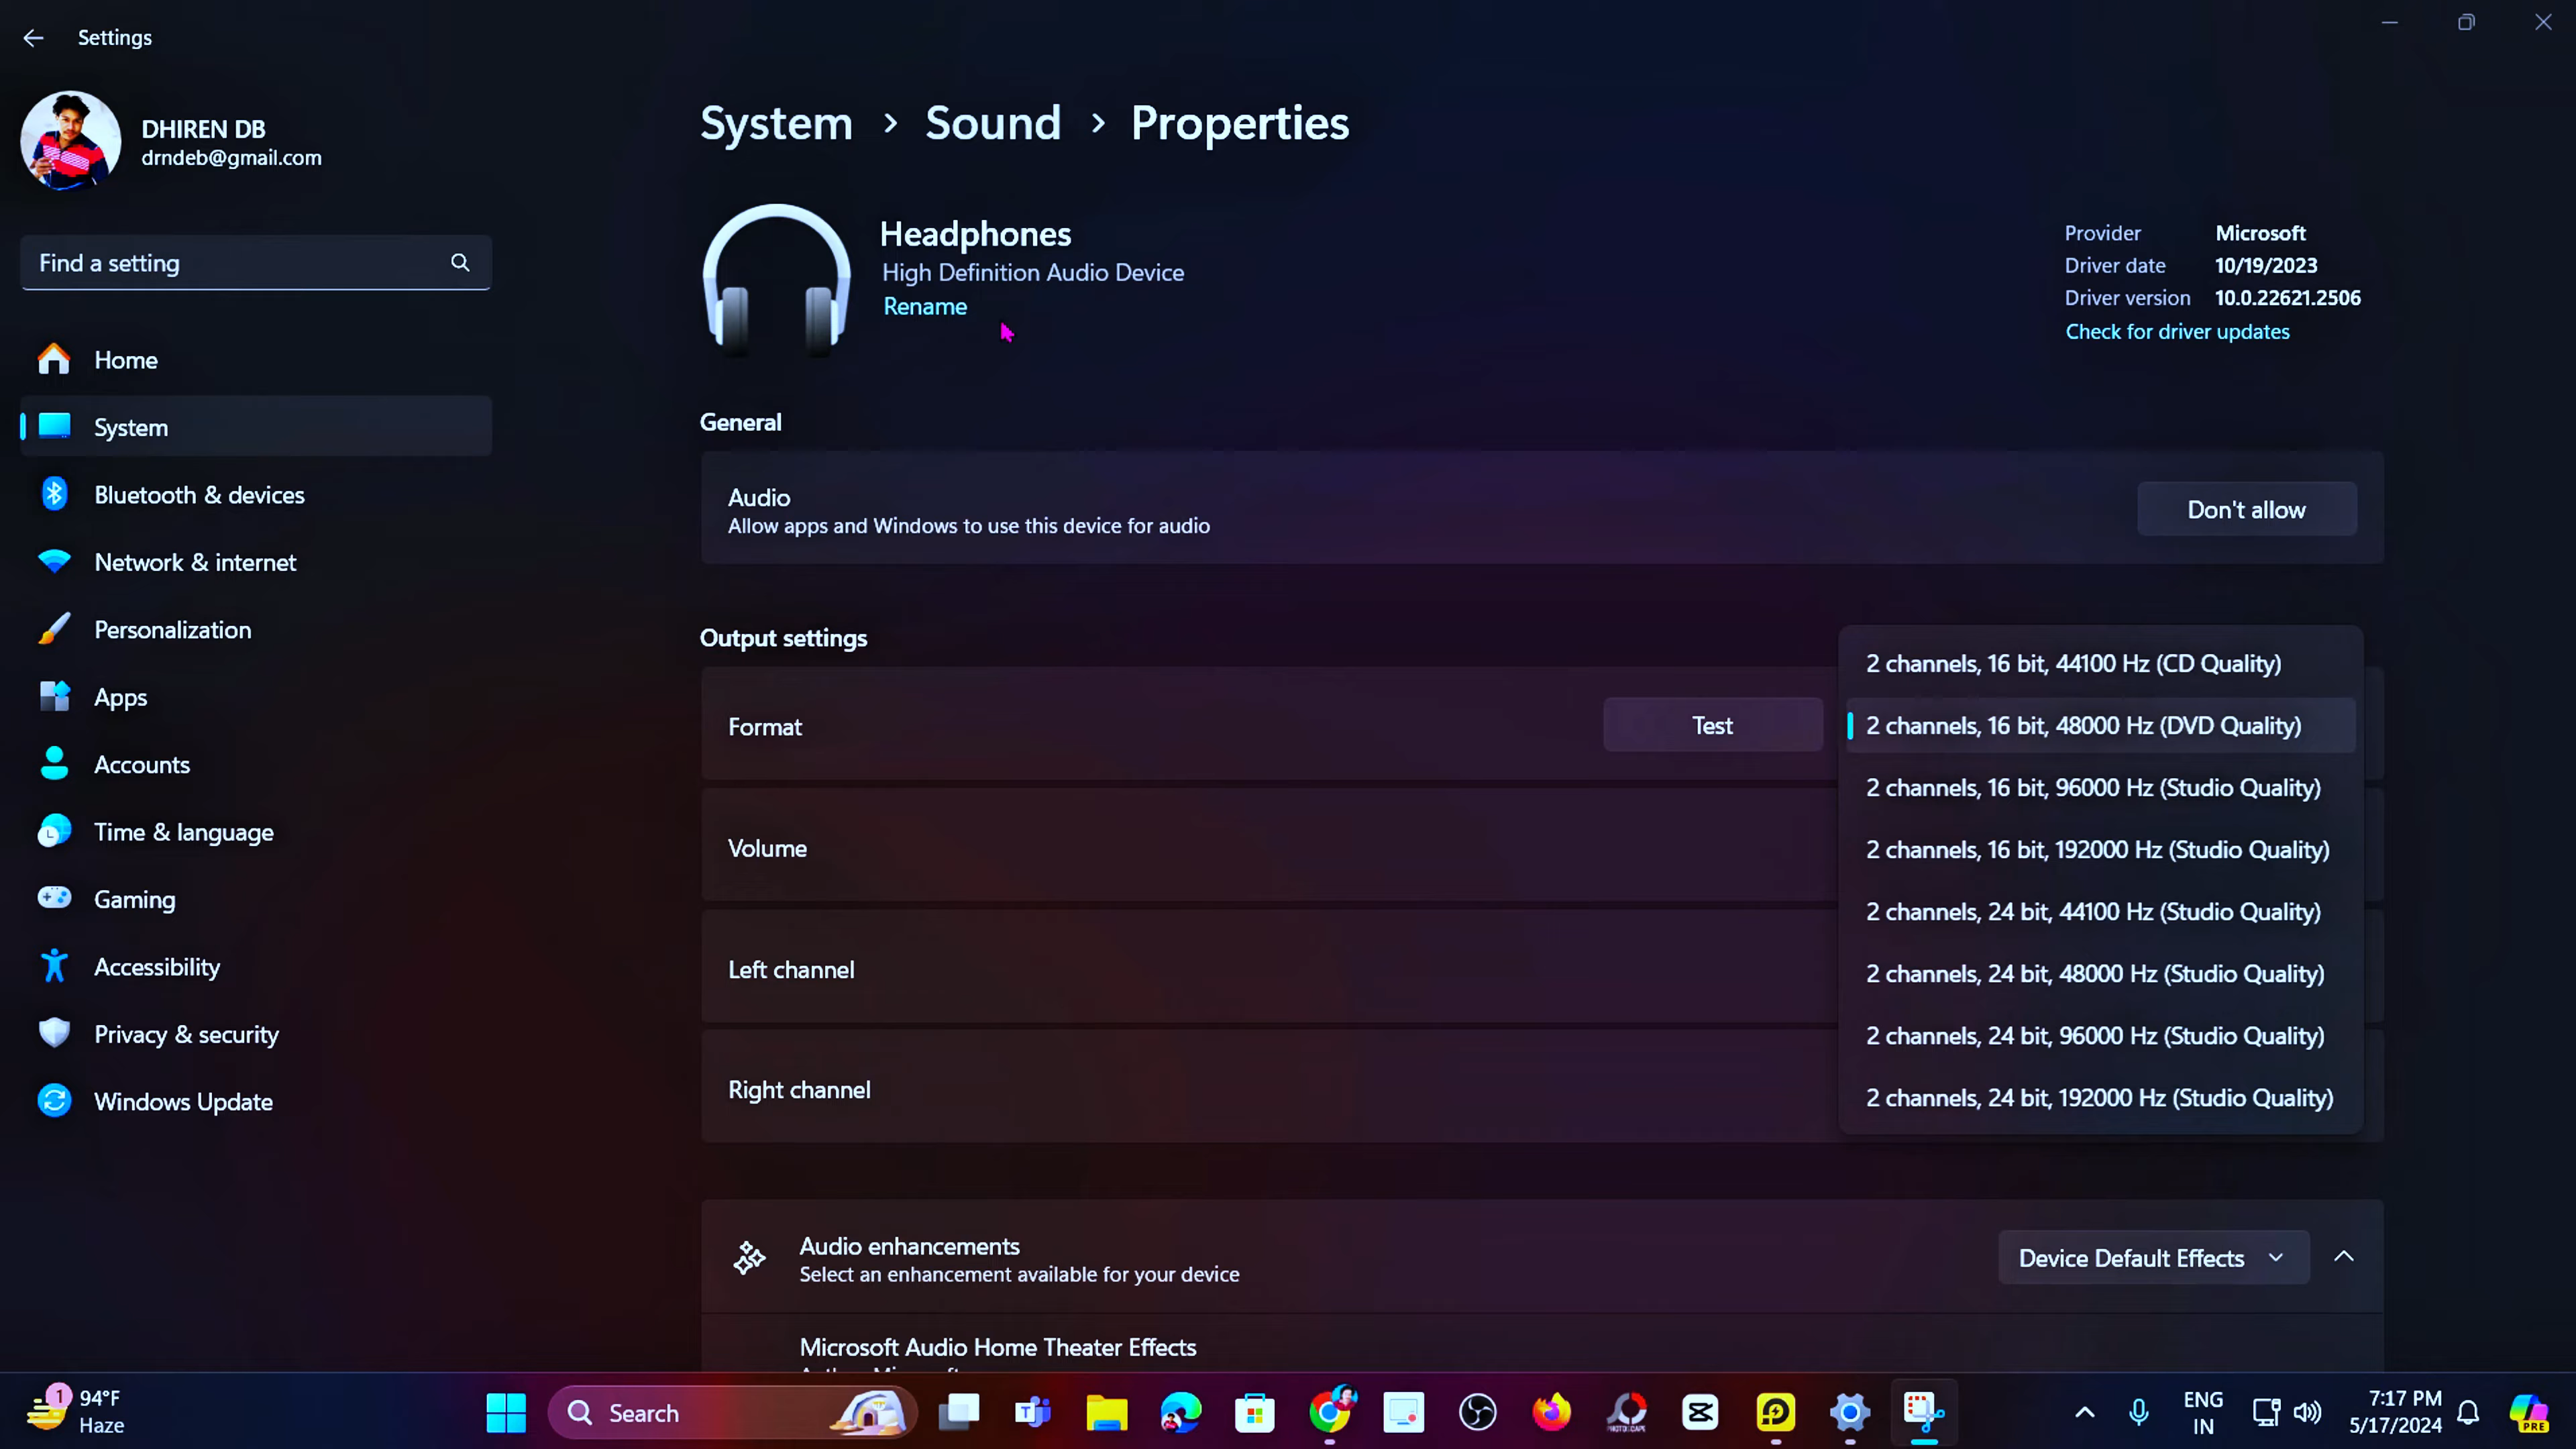 Settings
DHIREN DB
drndeb@gmail.com
Find a setting
Home
System
Bluetooth & devices
Network & internet
Personalization
Apps
Accounts
Time & language
Gaming
Accessibility
Privacy & security
Windows Update
System > Sound > Properties
Headphones
High Definition Audio Device
Rename
Provider Microsoft
Driver date 10/19/2023
Driver version 10.0.22621.2506
Check for driver updates
General
Audio
Allow apps and Windows to use this device for audio
Don't allow
Output settings
Format
Test
2 channels, 16 bit, 44100 Hz (CD Quality)
2 channels, 16 bit, 48000 Hz (DVD Quality)
2 channels, 16 bit, 96000 Hz (Studio Quality)
2 channels, 16 bit, 192000 Hz (Studio Quality)
2 channels, 24 bit, 44100 Hz (Studio Quality)
2 channels, 24 bit, 48000 Hz (Studio Quality)
2 channels, 24 bit, 96000 Hz (Studio Quality)
2 channels, 24 bit, 192000 Hz (Studio Quality)
Volume
Left channel
Right channel
Audio enhancements
Select an enhancement available for your device
Device Default Effects
Microsoft Audio Home Theater Effects
1
94°F
Haze
Search
ENG
IN
7:17 PM
5/17/2024
PRE